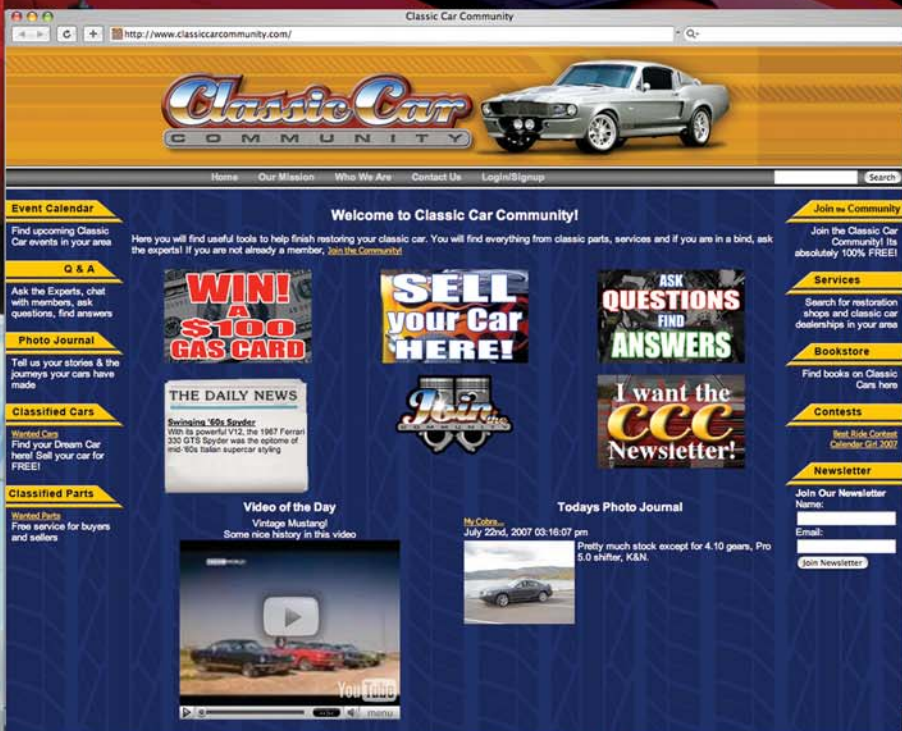 Classic Car Community
http://www.classiccarcommunity.com/
Q-
Classic Car
COMMUNITY
Home Our Mission Who We Are Contact Us Login/Signup
Search
Event Calendar
Find upcoming Classic
Car events in your area
Q & A
Ask the Experts, chat
with members, ask
questions, find answers
Photo Journal
Tell us your stories & the
journeys your cars have
made
Classified Cars
Wanted Cars
Find your Dream Car
here! Sell your car for
FREE!
Classified Parts
Wanted Parts
Free service for buyers
and sellers
Welcome to Classic Car Community!
Here you will find useful tools to help finish restoring your classic car. You will find everything from classic parts, services and if you are in a bind, ask
the experts! If you are not already a member, Join the Community!
WIN!
A
$100
GAS CARD
SELL
your Car
HERE!
ASK
QUESTIONS
FIND
ANSWERS
THE DAILY NEWS
Swinging '60s Spyder
With its powerful V12, the 1967 Ferrari
330 GTS Spyder was the epitome of
mid-'60s Italian supercar styling
Join the
COMMUNITY
I want the
CCC
Newsletter!
Video of the Day
Vintage Mustang!
Some nice history in this video
YouTube
menu
Todays Photo Journal
My Cobra...
July 22nd, 2007 03:16:07 pm
Pretty much stock except for 4.10 gears, Pro
5.0 shifter, K&N.
Join the Community
Join the Classic Car
Community! Its
absolutely 100% FREE!
Services
Search for restoration
shops and classic car
dealerships in your area
Bookstore
Find books on Classic
Cars here
Contests
Best Ride Contest
Calendar Girl 2007
Newsletter
Join Our Newsletter
Name:
Email:
Join Newsletter